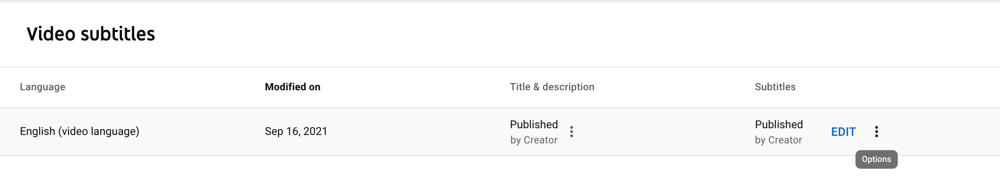 Video subtitles
Language Modified on Title & description Subtitles
English (video language) Sep 16, 2021 Published by Creator Published by Creator EDIT
Options